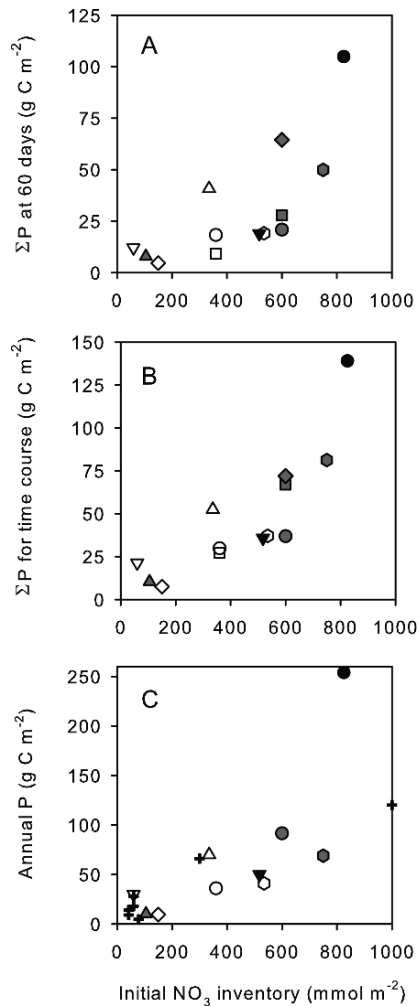 A
ΣP at 60 days (g C m⁻²)
125
100
75
50
25
0
0 200 400 600 800 1000
B
ΣP for time course (g C m⁻²)
150
125
100
75
50
25
0
0 200 400 600 800 1000
C
Annual P (g C m⁻²)
250
200
150
100
50
0
0 200 400 600 800 1000
Initial NO₃ inventory (mmol m⁻²)